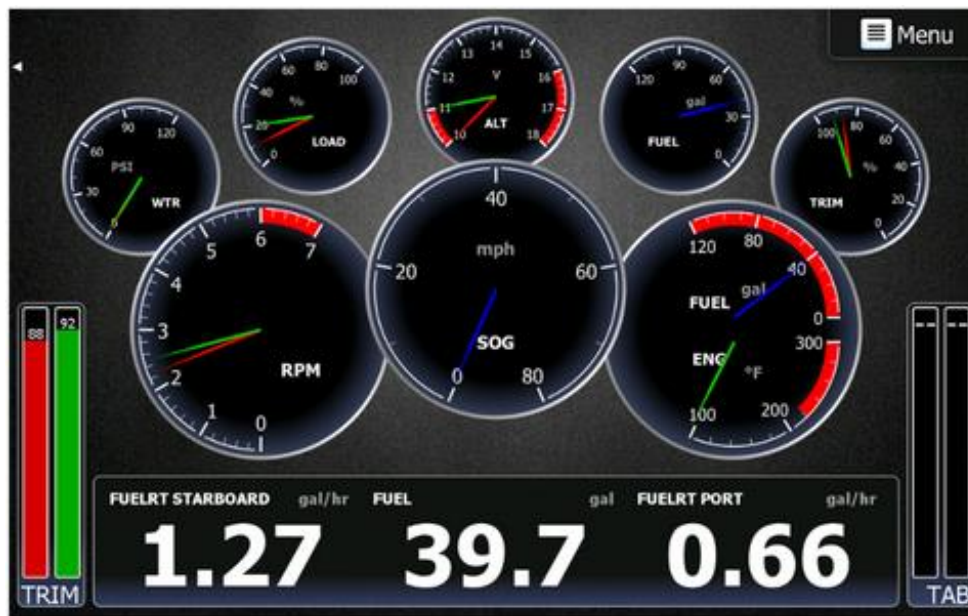 Menu
90 120
60
PSI
30
WTR
0
60 80
40 100
%
20
LOAD
0
14
13 15
12 16
V
11 17
ALT
10 18
90
120 60
gal
30
FUEL
0
100 80
60
%
40
TRIM
20
0
5 6 7
4
3
2
1 0
RPM
40
mph
20 60
SOG
0 80
120 80
40
gal
FUEL
0
300
ENG
°F
100 200
88 92
TRIM
TAB
FUELRT STARBOARD gal/hr
1.27
FUEL gal
39.7
FUELRT PORT gal/hr
0.66